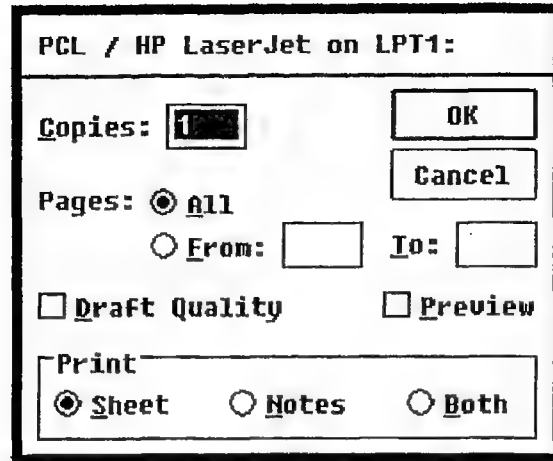 PCL / HP LaserJet on LPT1:
Copies: 1 OK
Cancel
Pages: All
From: To:
Draft Quality Preview
Print
Sheet Notes Both